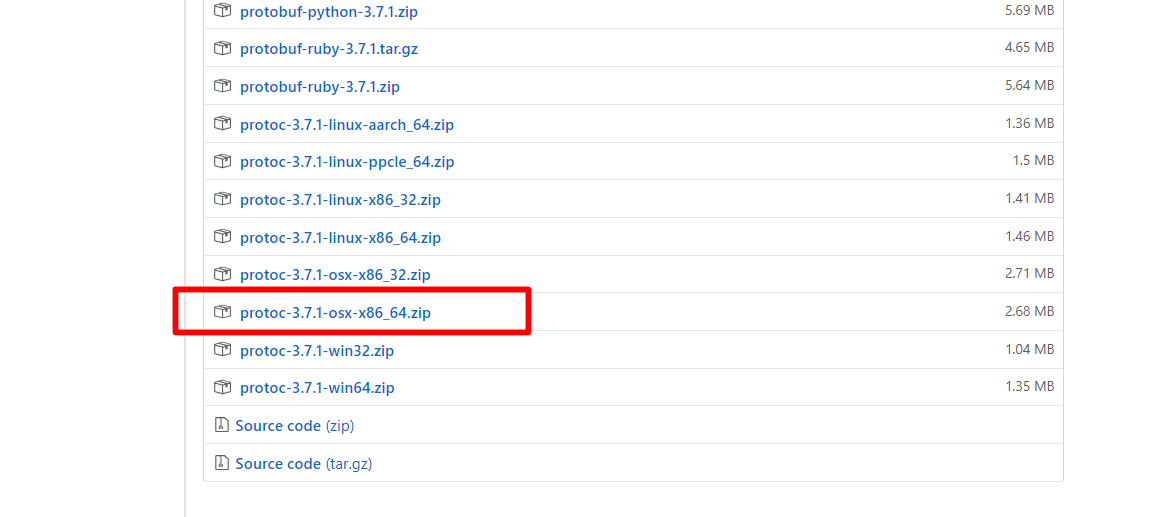 protobuf-python-3.7.1.zip 5.69 MB
protobuf-ruby-3.7.1.tar.gz 4.65 MB
protobuf-ruby-3.7.1.zip 5.64 MB
protoc-3.7.1-linux-aarch_64.zip 1.36 MB
protoc-3.7.1-linux-ppcle_64.zip 1.5 MB
protoc-3.7.1-linux-x86_32.zip 1.41 MB
protoc-3.7.1-linux-x86_64.zip 1.46 MB
protoc-3.7.1-osx-x86_32.zip 2.71 MB
protoc-3.7.1-osx-x86_64.zip 2.68 MB
protoc-3.7.1-win32.zip 1.04 MB
protoc-3.7.1-win64.zip 1.35 MB
Source code (zip)
Source code (tar.gz)